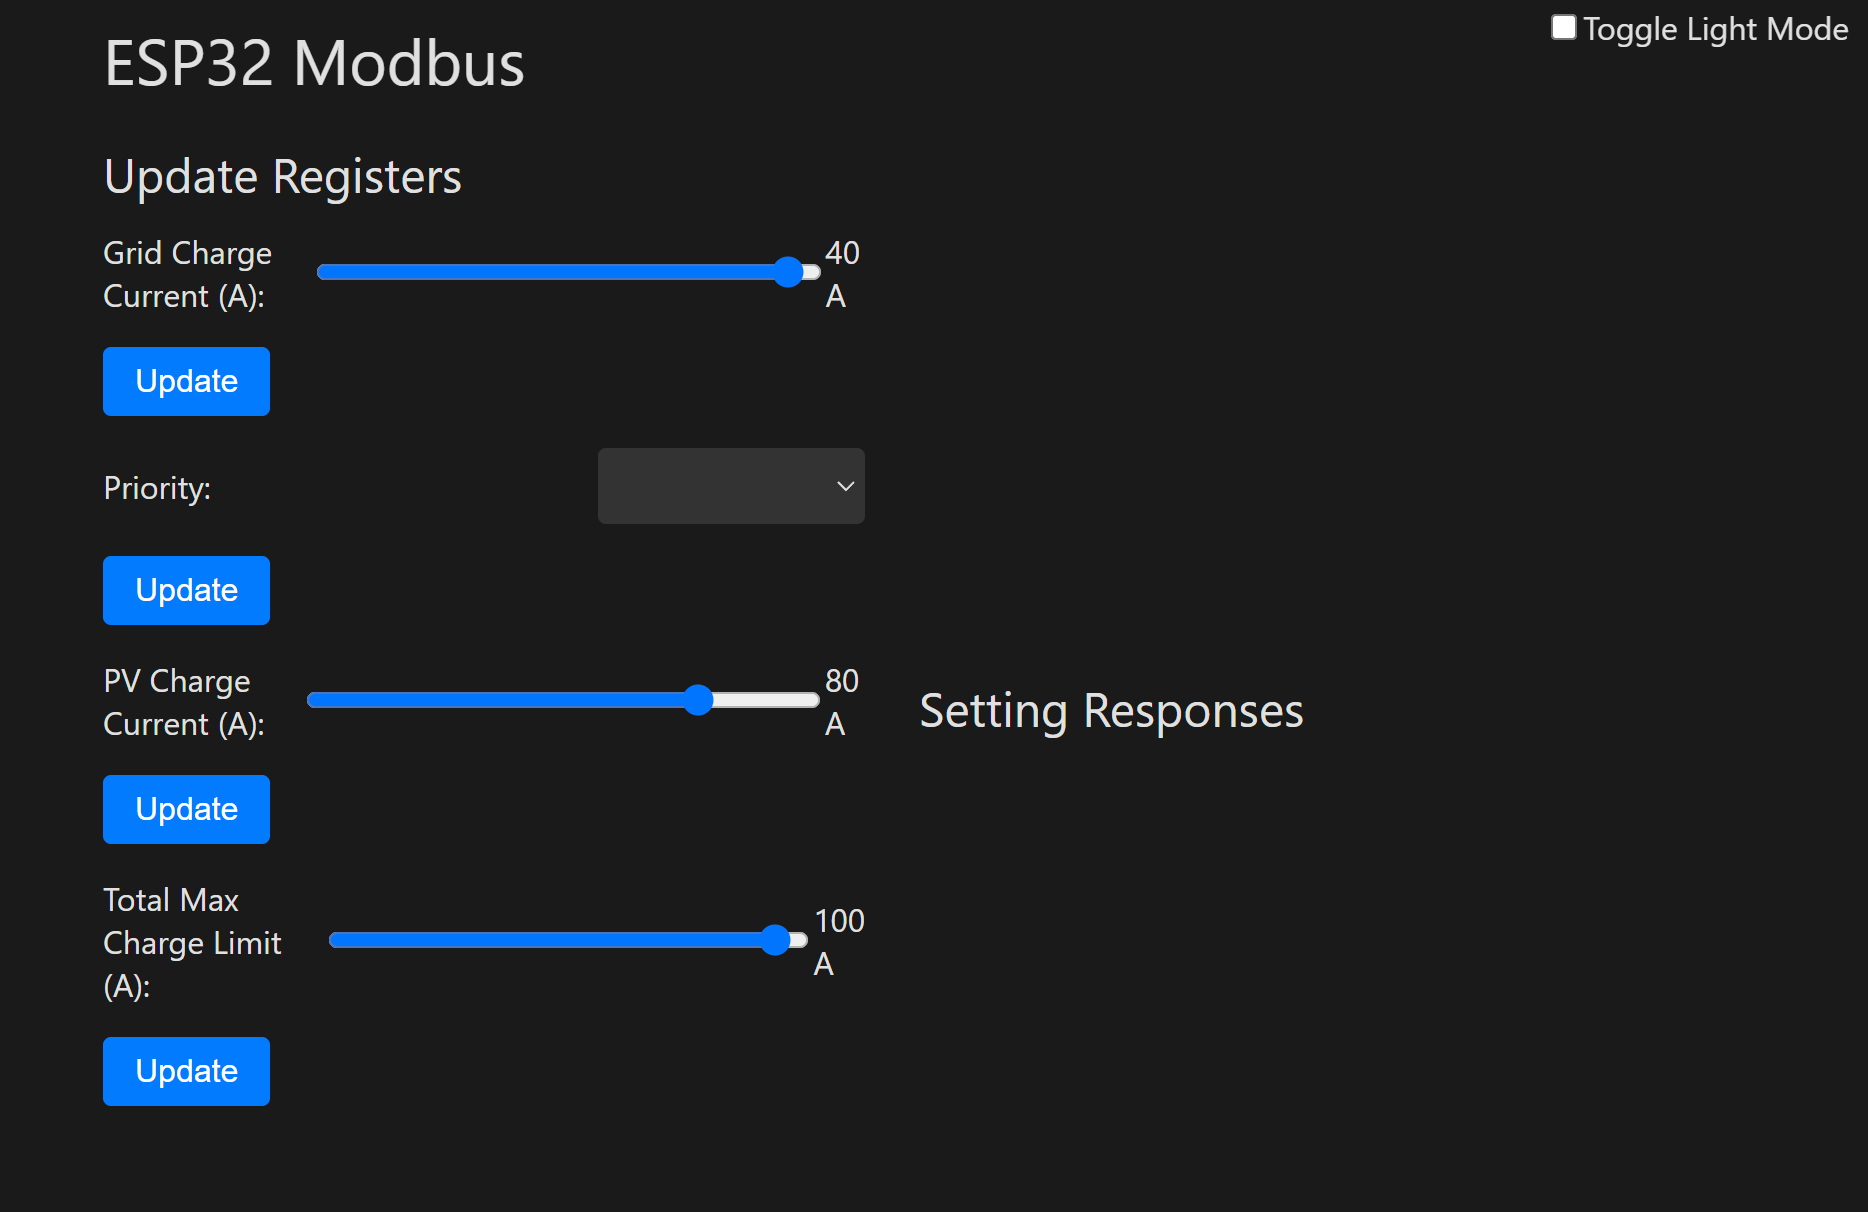 Toggle Light Mode
ESP32 Modbus
Update Registers
Grid Charge
Current (A):
40
A
Update
Priority:
Update
PV Charge
Current (A):
80
A
Setting Responses
Update
Total Max
Charge Limit
(A):
100
A
Update